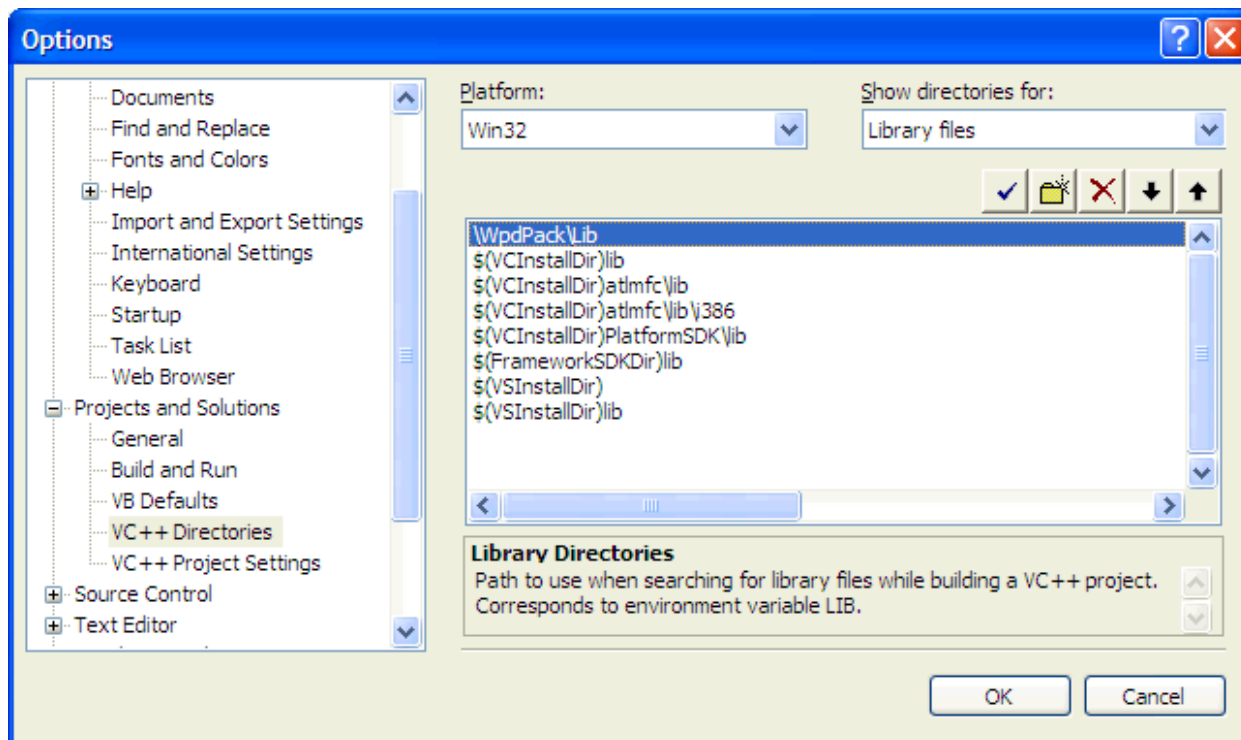 Options
Documents
Find and Replace
Fonts and Colors
Help
Import and Export Settings
International Settings
Keyboard
Startup
Task List
Web Browser
Projects and Solutions
General
Build and Run
VB Defaults
VC++ Directories
VC++ Project Settings
Source Control
Text Editor
Platform:
Win32
Show directories for:
Library files
\WpdPack\Lib
$(VCInstallDir)lib
$(VCInstallDir)atlmfc\lib
$(VCInstallDir)atlmfc\lib\i386
$(VCInstallDir)PlatformSDK\lib
$(FrameworkSDKDir)lib
$(VSInstallDir)
$(VSInstallDir)lib
Library Directories
Path to use when searching for library files while building a VC++ project.
Corresponds to environment variable LIB.
OK
Cancel